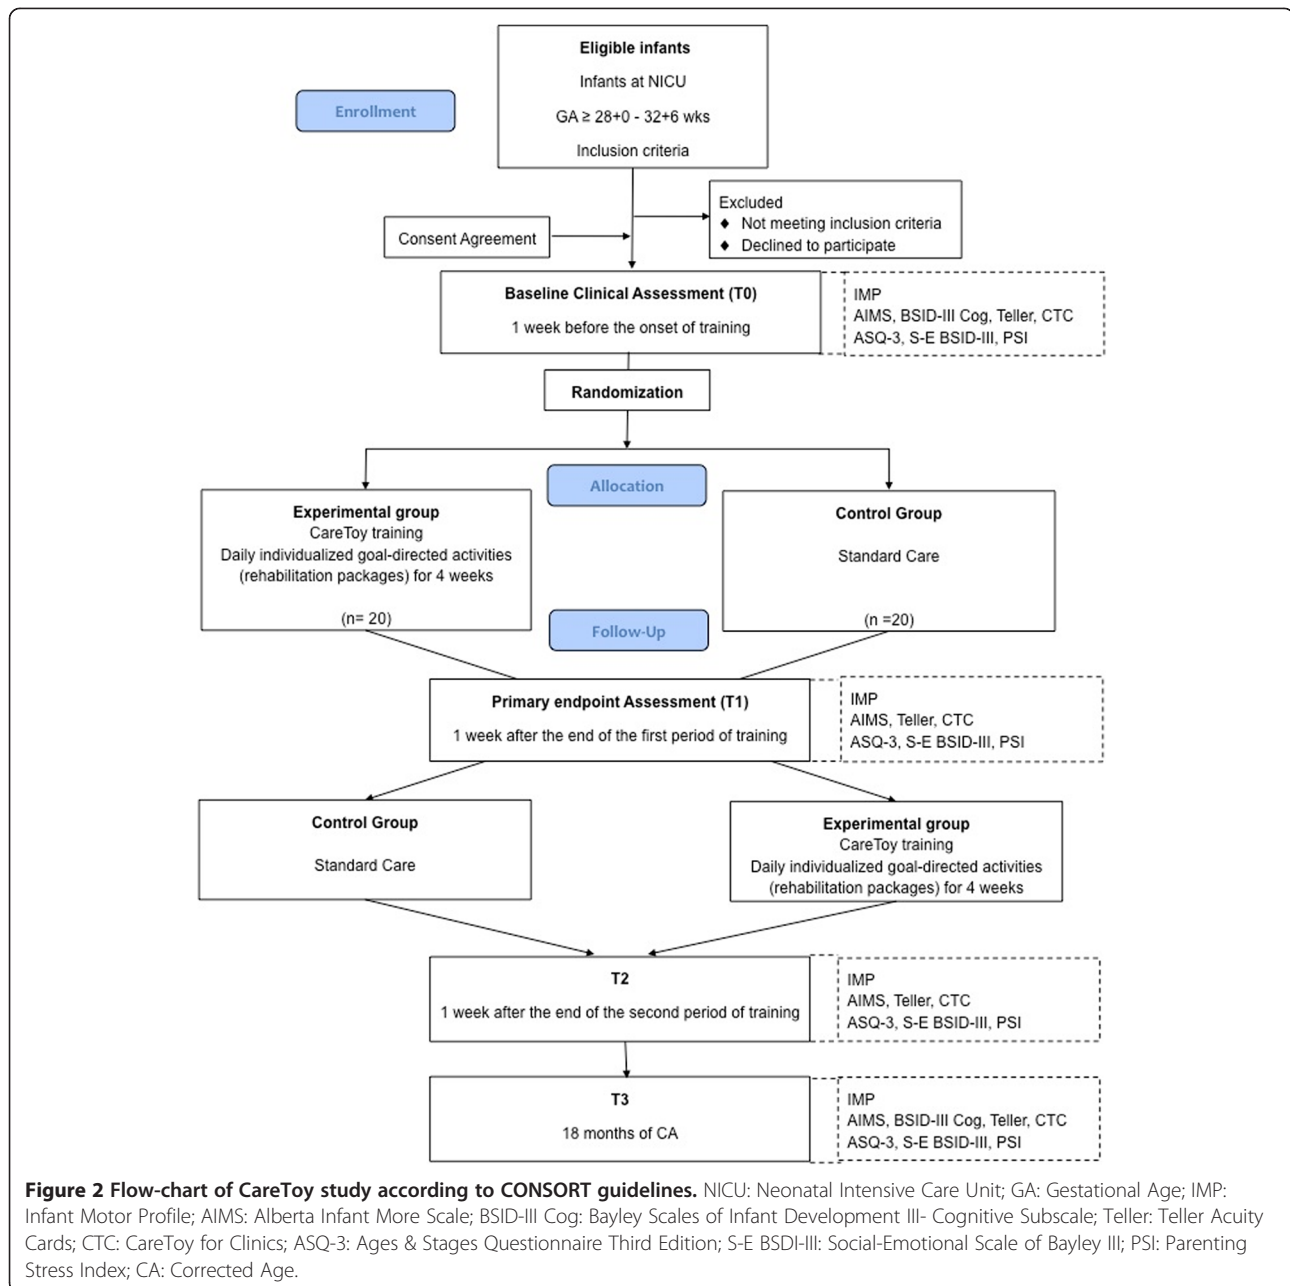 Eligible infants
Infants at NICU
Enrollment
GA ≥ 28+0 - 32+6 wks
Inclusion criteria
Excluded
♦ Not meeting inclusion criteria
♦ Declined to participate
Consent Agreement
Baseline Clinical Assessment (T0)
1 week before the onset of training
IMP
AIMS, BSID-III Cog, Teller, CTC
ASQ-3, S-E BSID-III, PSI
Randomization
Allocation
Experimental group
CareToy training
Daily individualized goal-directed activities
(rehabilitation packages) for 4 weeks
(n= 20)
Control Group
Standard Care
(n =20)
Follow-Up
Primary endpoint Assessment (T1)
1 week after the end of the first period of training
IMP
AIMS, Teller, CTC
ASQ-3, S-E BSID-III, PSI
Control Group
Standard Care
Experimental group
CareToy training
Daily individualized goal-directed activities
(rehabilitation packages) for 4 weeks
T2
1 week after the end of the second period of training
IMP
AIMS, Teller, CTC
ASQ-3, S-E BSID-III, PSI
T3
18 months of CA
IMP
AIMS, BSID-III Cog, Teller, CTC
ASQ-3, S-E BSID-III, PSI
Figure 2 Flow-chart of CareToy study according to CONSORT guidelines. NICU: Neonatal Intensive Care Unit; GA: Gestational Age; IMP:
Infant Motor Profile; AIMS: Alberta Infant More Scale; BSID-III Cog: Bayley Scales of Infant Development III- Cognitive Subscale; Teller: Teller Acuity
Cards; CTC: CareToy for Clinics; ASQ-3: Ages & Stages Questionnaire Third Edition; S-E BSDI-III: Social-Emotional Scale of Bayley III; PSI: Parenting
Stress Index; CA: Corrected Age.